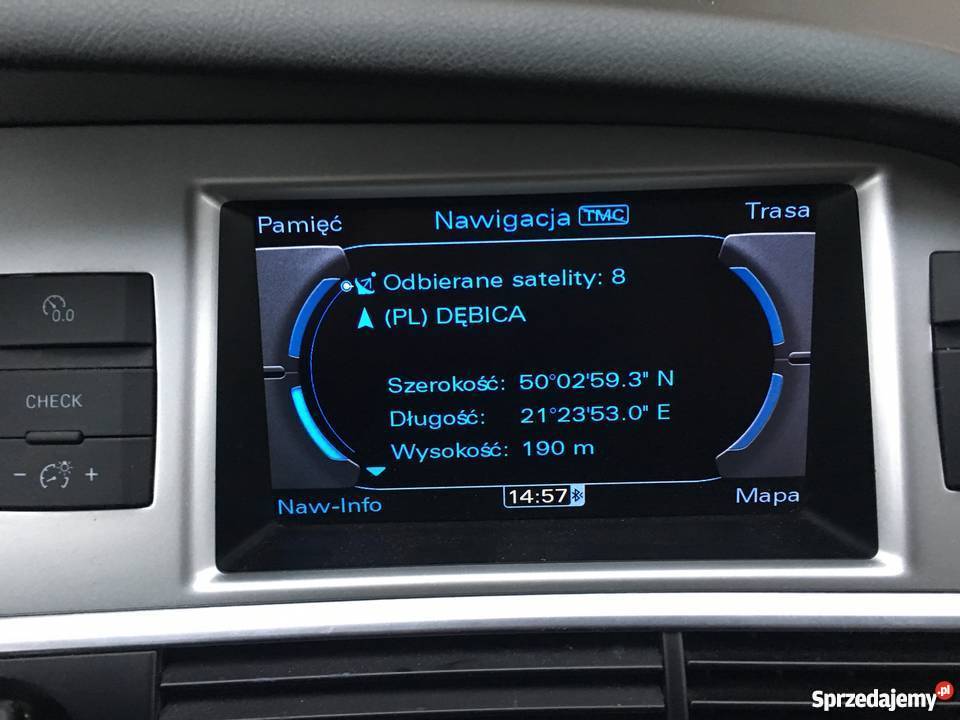 Pamięć Nawigacja TMC Trasa
Odbierane satelity: 8
(PL) DĘBICA
Szerokość: 50°02'59.3" N
Długość: 21°23'53.0" E
Wysokość: 190 m
Naw-Info 14:57 Mapa
0.0
CHECK
- +
Sprzedajemy.pl